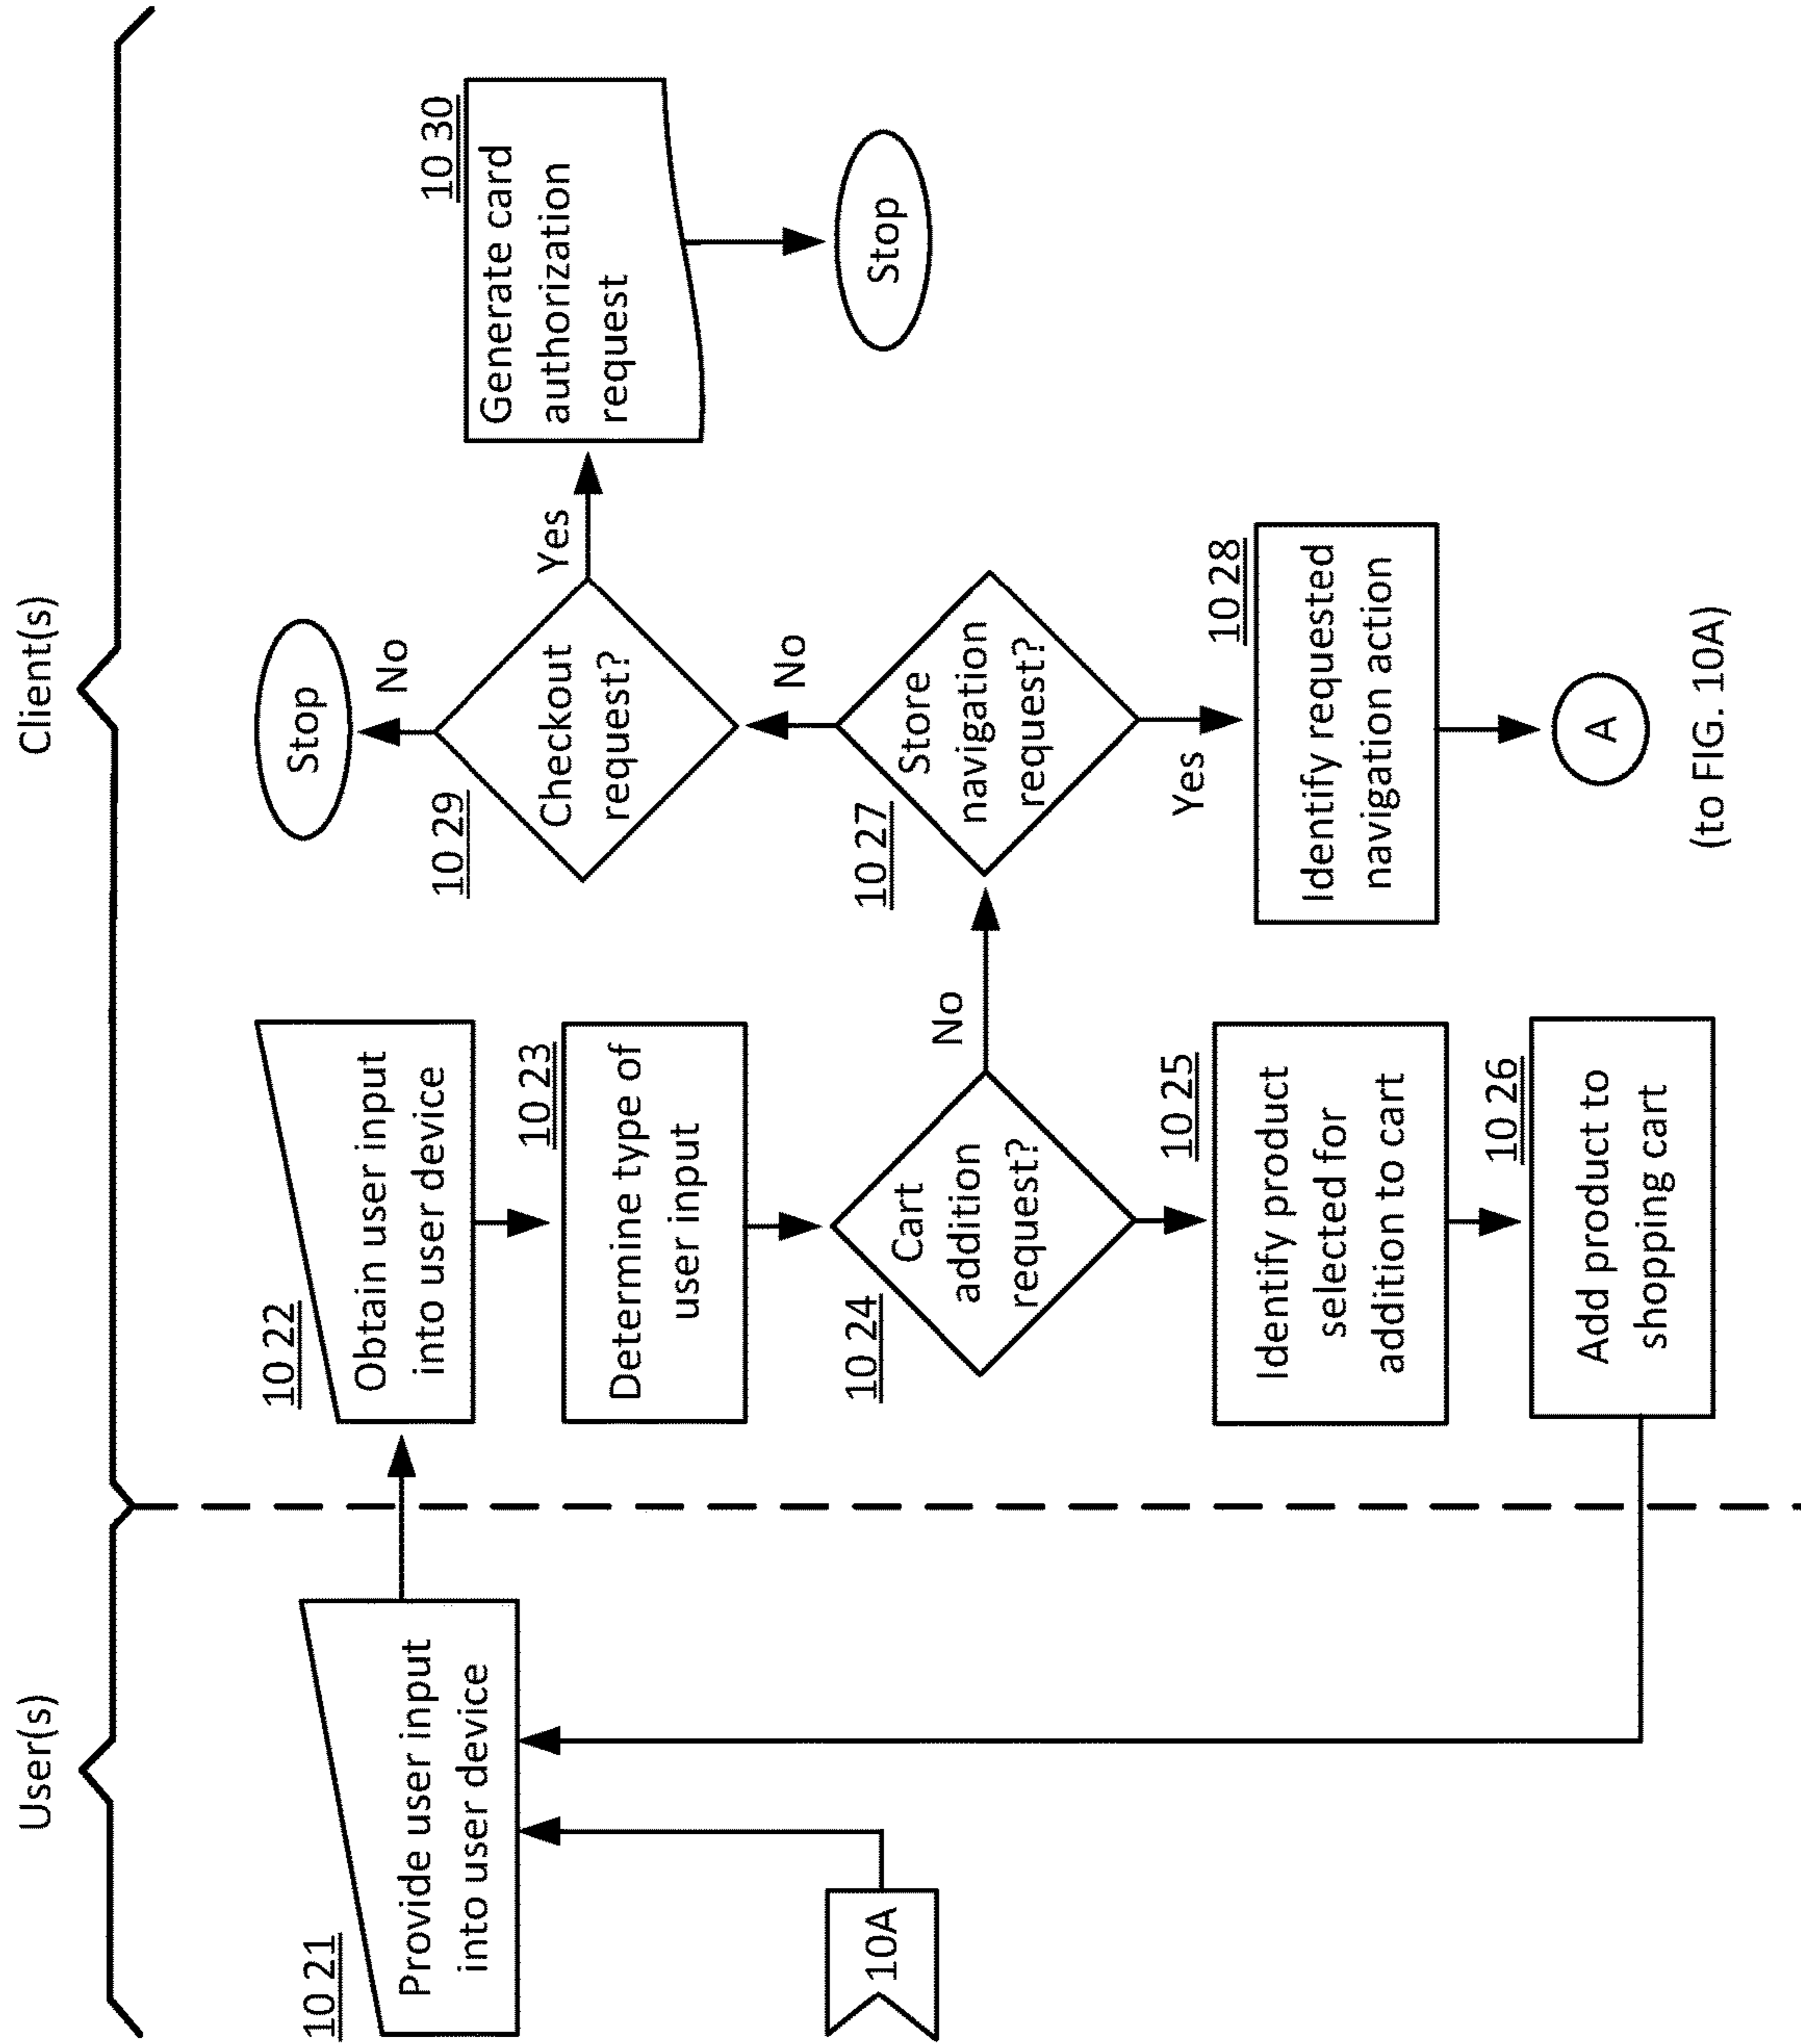 User(s)
Client(s)
10 21
Provide user input
into user device
10A
10 22
Obtain user input
into user device
10 23
Determine type of
user input
10 24
Cart
addition
request?
No
10 25
Identify product
selected for
addition to cart
10 26
Add product to
shopping cart
10 27
Store
navigation
request?
No
Yes
10 28
Identify requested
navigation action
A
(to FIG. 10A)
10 29
Checkout
request?
No
Stop
Yes
10 30
Generate card
authorization
request
Stop